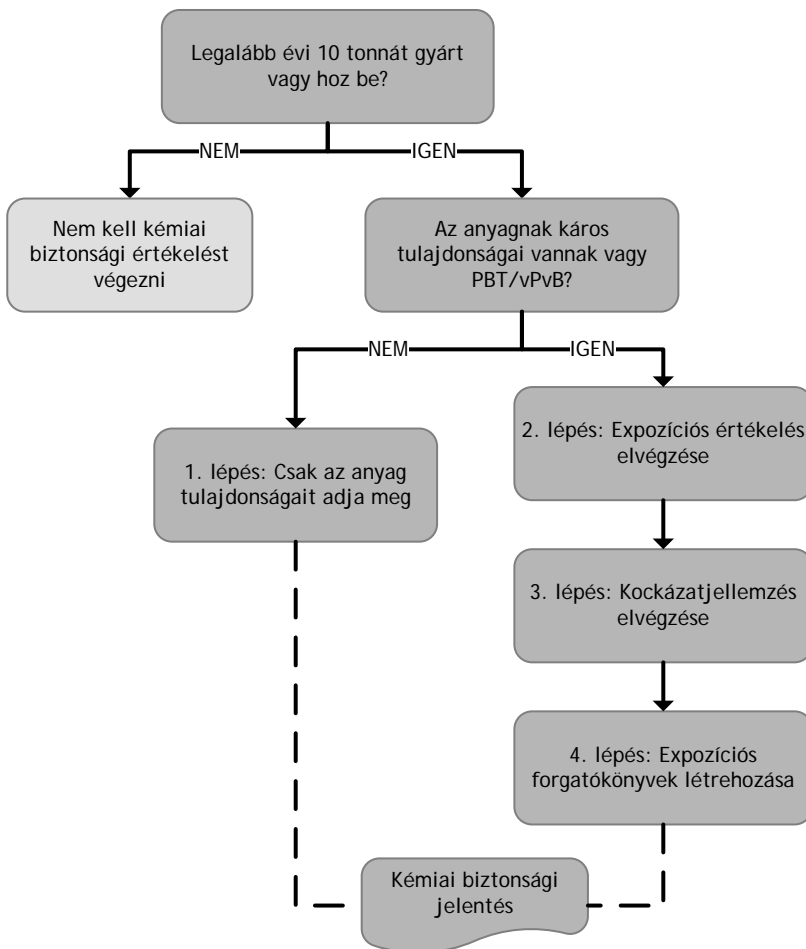 Legalább évi 10 tonnát gyárt
vagy hoz be?
NEM
IGEN
Nem kell kémiai
biztonsági értékelést
végezni
Az anyagnak káros
tulajdonságai vannak vagy
PBT/vPvB?
NEM
IGEN
1. lépés: Csak az anyag
tulajdonságait adja meg
2. lépés: Expozíciós értékelés
elvégzése
3. lépés: Kockázatjellemzés
elvégzése
4. lépés: Expozíciós
forgatókönyvek létrehozása
Kémiai biztonsági
jelentés